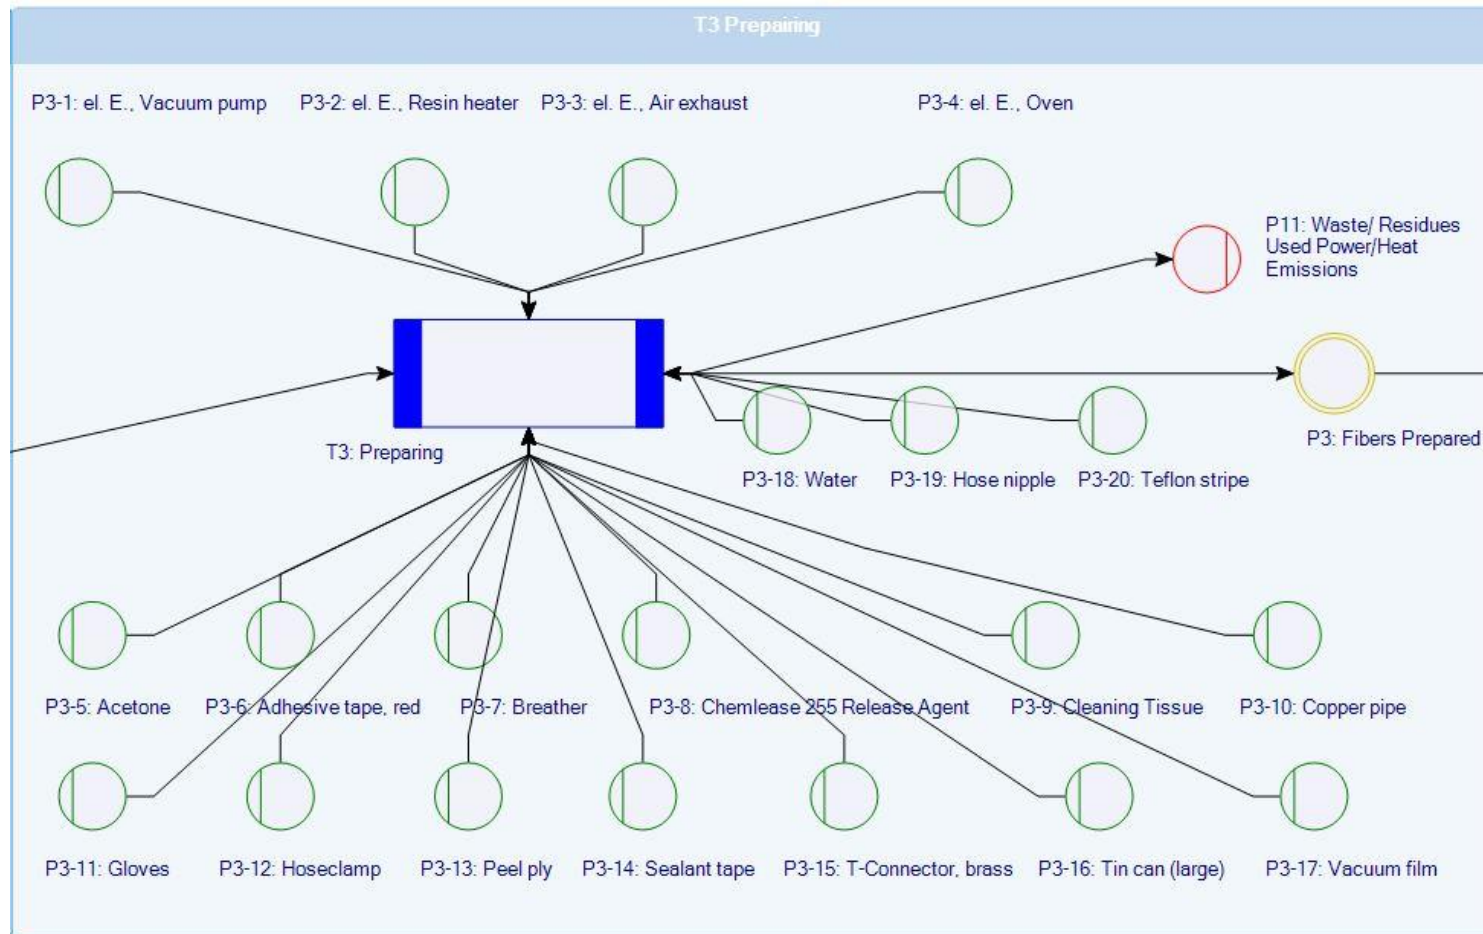 T3 Prepairing
P3-1: el. E., Vacuum pump
P3-2: el. E., Resin heater
P3-3: el. E., Air exhaust
P3-4: el. E., Oven
P11: Waste/ Residues
Used Power/Heat
Emissions
T3: Preparing
P3: Fibers Prepared
P3-18: Water
P3-19: Hose nipple
P3-20: Teflon stripe
P3-5: Acetone
P3-6: Adhesive tape, red
P3-7: Breather
P3-8: Chemlease 255 Release Agent
P3-9: Cleaning Tissue
P3-10: Copper pipe
P3-11: Gloves
P3-12: Hoseclamp
P3-13: Peel ply
P3-14: Sealant tape
P3-15: T-Connector, brass
P3-16: Tin can (large)
P3-17: Vacuum film